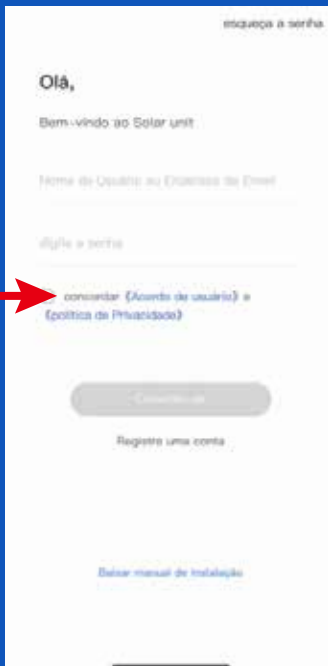 esqueça a senha
Olá,
Bem-vindo ao Solar unit
Nome de Usuário ou Endereço de Email
digite a senha
concordar《Acordo de usuário》e
《política de Privacidade》
Registre uma conta
Baixar manual de instalação